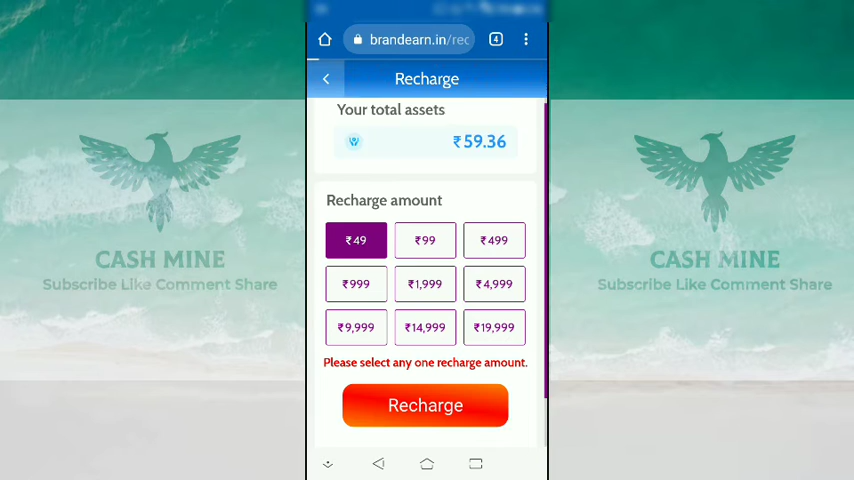 4
brandearn.in/rec
Recharge
Your total assets
₹59.36
Recharge amount
₹49 ₹99 ₹499
₹999 ₹1,999 ₹4,999
₹9,999 ₹14,999 ₹19,999
Please select any one recharge amount.
Recharge
CASH MINE
Subscribe Like Comment Share
CASH MINE
Subscribe Like Comment Share